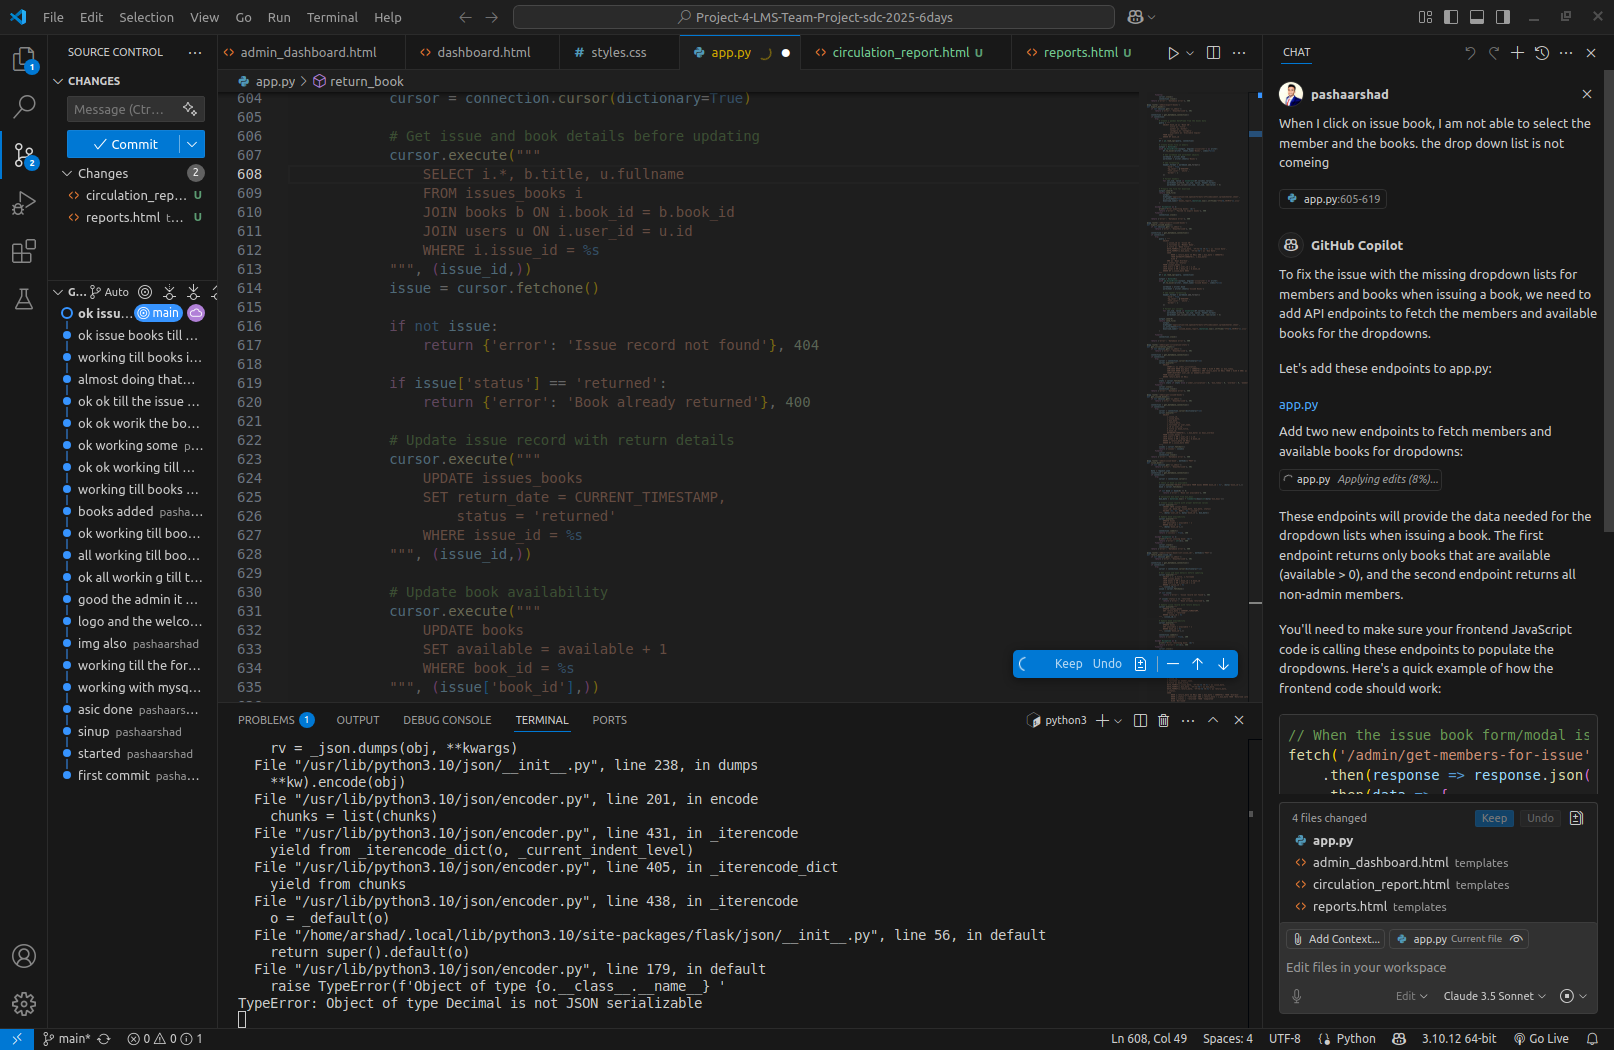 File Edit Selection View Go Run Terminal Help
Project-4-LMS-Team-Project-sdc-2025-6days
SOURCE CONTROL
admin_dashboard.html
dashboard.html
# styles.css
app.py
circulation_report.html U
reports.html U
CHAT
1
2
CHANGES
Message (Ctr...
Commit
Changes 2
circulation_rep... U
reports.html t... U
G... Auto
ok issu... main
ok issue books till ...
working till books i...
almost doing that...
ok ok till the issue ...
ok ok worik the bo...
ok working some p...
ok ok working till ...
working till books ...
books added pasha...
ok working till boo...
all working till boo...
ok all workin g till t...
good the admin it ...
logo and the welco...
img also pashaarshad
working till the for...
working with mysq...
asic done pashaars...
sinup pashaarshad
started pashaarshad
first commit pasha...
app.py > return_book
604 cursor = connection.cursor(dictionary=True)
605
606 # Get issue and book details before updating
607 cursor.execute("""
608 SELECT i.*, b.title, u.fullname
609 FROM issues_books i
610 JOIN books b ON i.book_id = b.book_id
611 JOIN users u ON i.user_id = u.id
612 WHERE i.issue_id = %s
613 """, (issue_id,))
614 issue = cursor.fetchone()
615
616 if not issue:
617 return {'error': 'Issue record not found'}, 404
618
619 if issue['status'] == 'returned':
620 return {'error': 'Book already returned'}, 400
621
622 # Update issue record with return details
623 cursor.execute("""
624 UPDATE issues_books
625 SET return_date = CURRENT_TIMESTAMP,
626 status = 'returned'
627 WHERE issue_id = %s
628 """, (issue_id,))
629
630 # Update book availability
631 cursor.execute("""
632 UPDATE books
633 SET available = available + 1
634 WHERE book_id = %s
635 """, (issue['book_id'],))
Keep Undo
PROBLEMS 1 OUTPUT DEBUG CONSOLE TERMINAL PORTS
python3
rv = _json.dumps(obj, **kwargs)
File "/usr/lib/python3.10/json/__init__.py", line 238, in dumps
**kw).encode(obj)
File "/usr/lib/python3.10/json/encoder.py", line 201, in encode
chunks = list(chunks)
File "/usr/lib/python3.10/json/encoder.py", line 431, in _iterencode
yield from _iterencode_dict(o, _current_indent_level)
File "/usr/lib/python3.10/json/encoder.py", line 405, in _iterencode_dict
yield from chunks
File "/usr/lib/python3.10/json/encoder.py", line 438, in _iterencode
o = _default(o)
File "/home/arshad/.local/lib/python3.10/site-packages/flask/json/__init__.py", line 56, in default
return super().default(o)
File "/usr/lib/python3.10/json/encoder.py", line 179, in default
raise TypeError(f'Object of type {o.__class__.__name__} '
TypeError: Object of type Decimal is not JSON serializable
pashaarshad
When I click on issue book, I am not able to select the
member and the books. the drop down list is not
comeing
app.py:605-619
GitHub Copilot
To fix the issue with the missing dropdown lists for
members and books when issuing a book, we need to
add API endpoints to fetch the members and available
books for the dropdowns.
Let's add these endpoints to app.py:
app.py
Add two new endpoints to fetch members and
available books for dropdowns:
app.py Applying edits (8%)...
These endpoints will provide the data needed for the
dropdown lists when issuing a book. The first
endpoint returns only books that are available
(available > 0), and the second endpoint returns all
non-admin members.
You'll need to make sure your frontend JavaScript
code is calling these endpoints to populate the
dropdowns. Here's a quick example of how the
frontend code should work:
// When the issue book form/modal is
fetch('/admin/get-members-for-issue'
.then(response => response.json(
.then(data => {
4 files changed Keep Undo
app.py
admin_dashboard.html templates
circulation_report.html templates
reports.html templates
Add Context... app.py Current file
Edit files in your workspace
Edit Claude 3.5 Sonnet
main* 0 0 1
Ln 608, Col 49 Spaces: 4 UTF-8 { } Python 3.10.12 64-bit Go Live